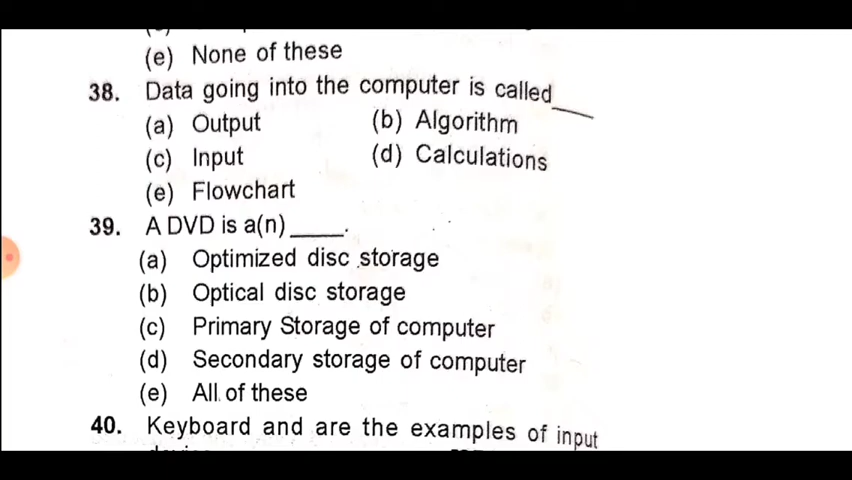 (e) None of these
38. Data going into the computer is called ___
(a) Output (b) Algorithm
(c) Input (d) Calculations
(e) Flowchart
39. A DVD is a(n) ____.
(a) Optimized disc storage
(b) Optical disc storage
(c) Primary Storage of computer
(d) Secondary storage of computer
(e) All of these
40. Keyboard and are the examples of input